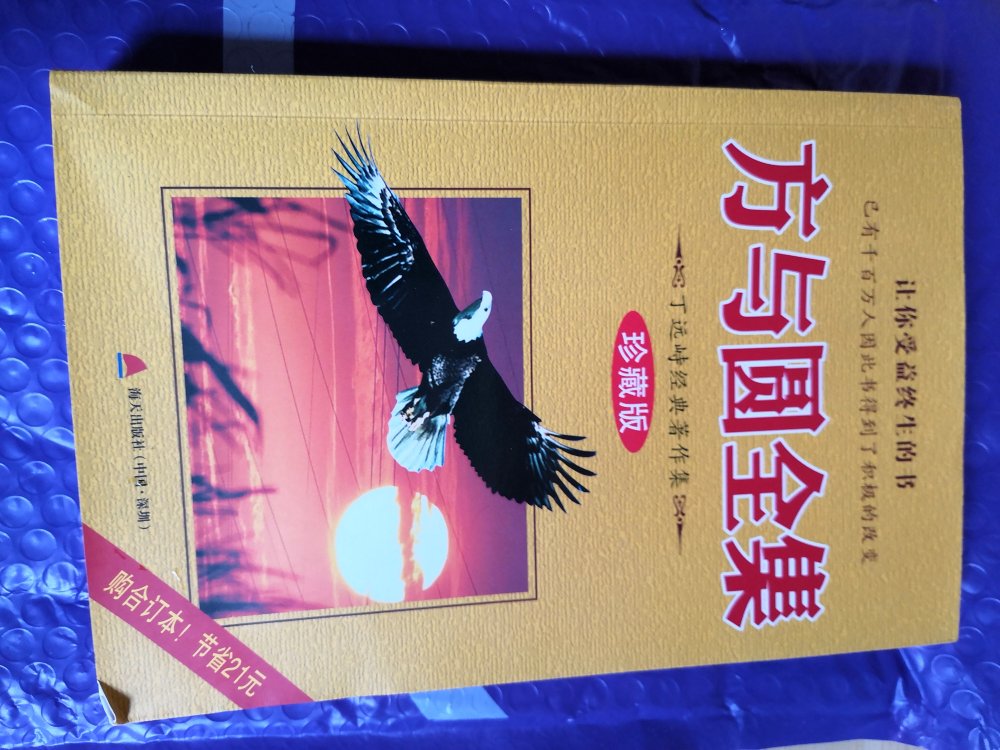 让你受益终生的书
已有千百万人因此书得到了积极的改变
方与圆全集
丁远峙经典著作集
珍藏版
海天出版社（中国·深圳）
购合订本！节省21元